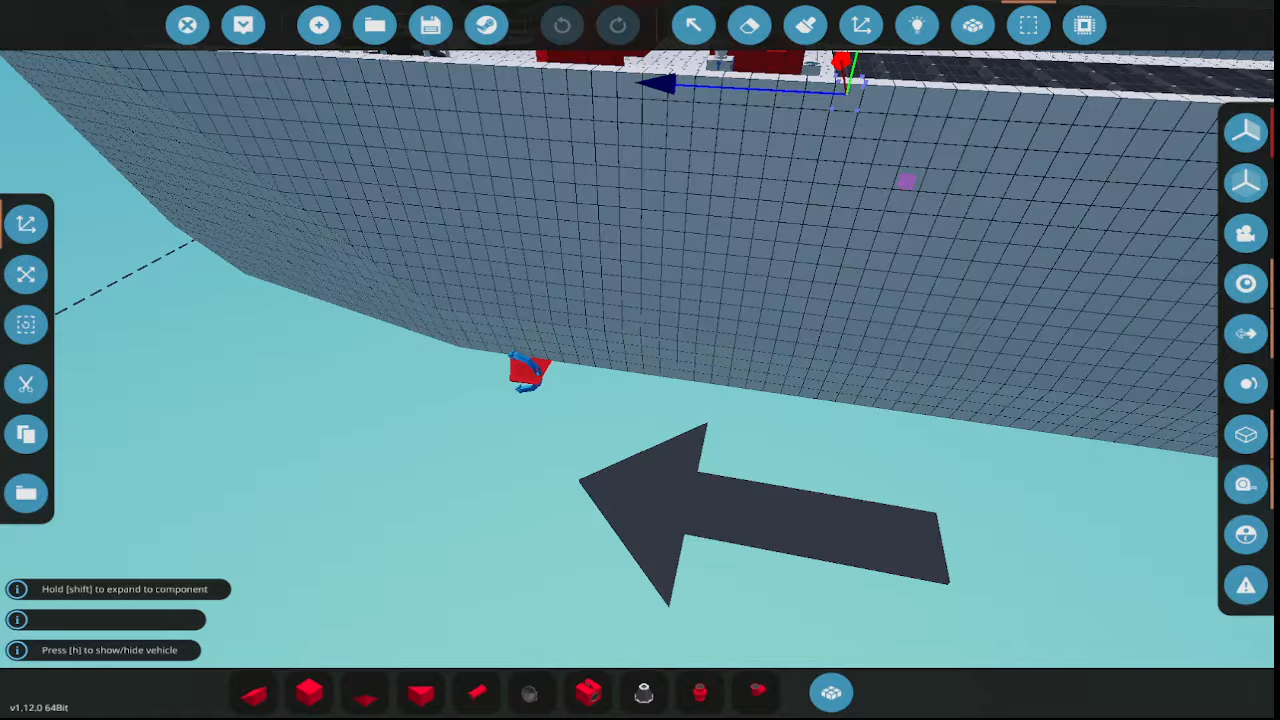 Hold [shift] to expand to component
Press [h] to show/hide vehicle
v1.12.0 64Bit